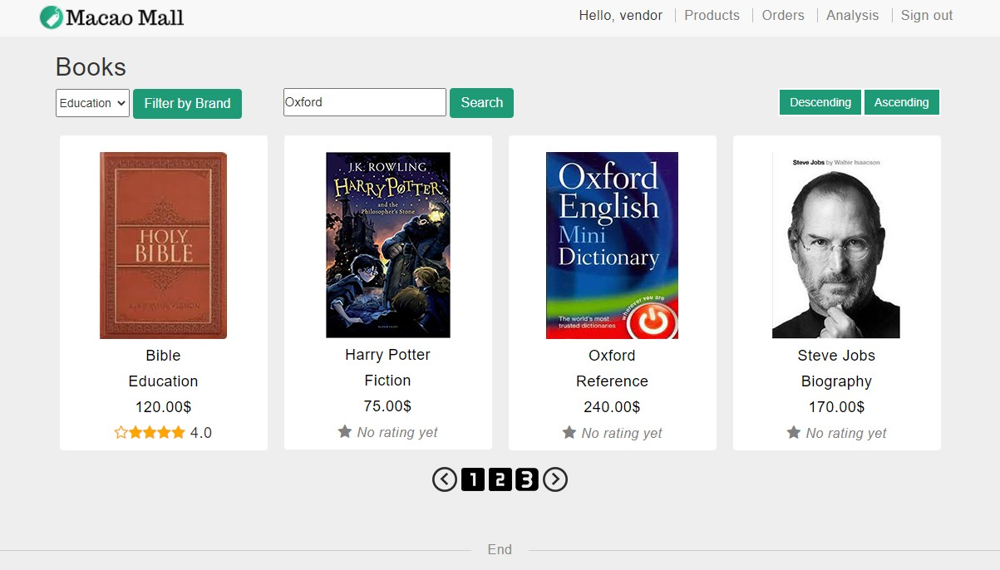 Macao Mall
Hello, vendor
Products
Orders
Analysis
Sign out
Books
Education
Filter by Brand
Oxford
Search
Descending
Ascending
HOLY
BIBLE
J.K. ROWLING
HARRY POTTER
and the
Philosopher's Stone
Oxford
English
Mini
Dictionary
wherever you are
The world's most
trusted dictionaries
Steve Jobs by Walter Isaacson
Bible
Education
120.00$
4.0
Harry Potter
Fiction
75.00$
No rating yet
Oxford
Reference
240.00$
No rating yet
Steve Jobs
Biography
170.00$
No rating yet
1 2 3
End